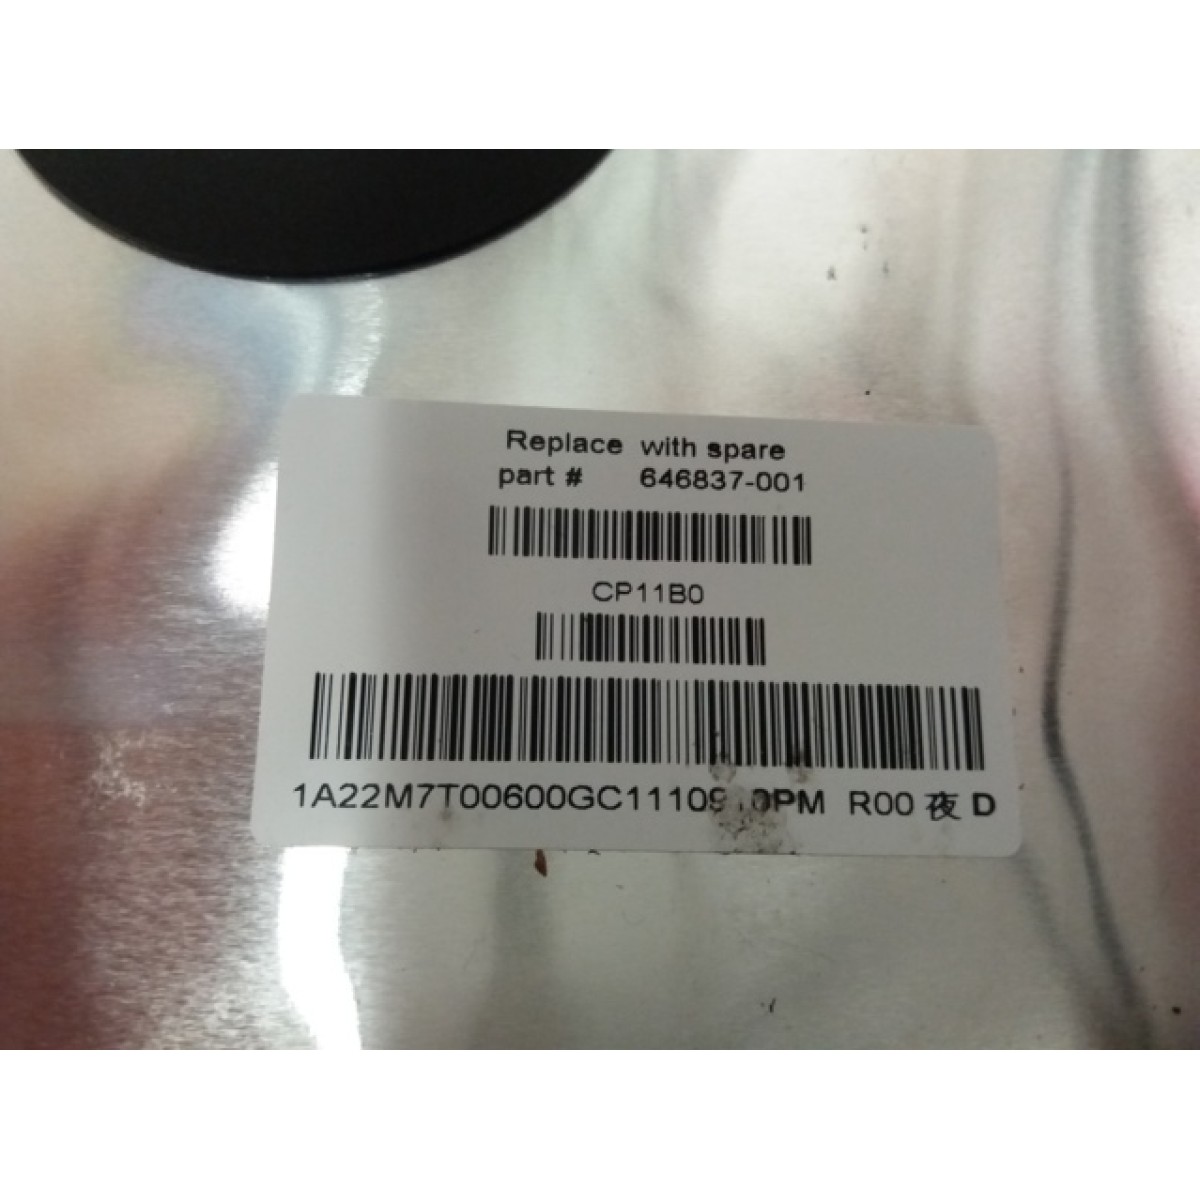 Replace with spare
part # 646837-001
CP11B0
R00 夜 D